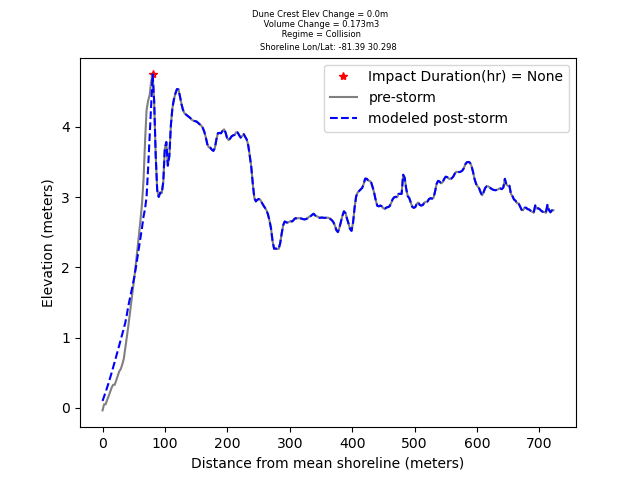 Dune Crest Elev Change = 0.0m
Volume Change = 0.173m3
Regime = Collision
Shoreline Lon/Lat: -81.39 30.298
Impact Duration(hr) = None
pre-storm
modeled post-storm
Elevation (meters)
4
3
2
1
0
0 100 200 300 400 500 600 700
Distance from mean shoreline (meters)